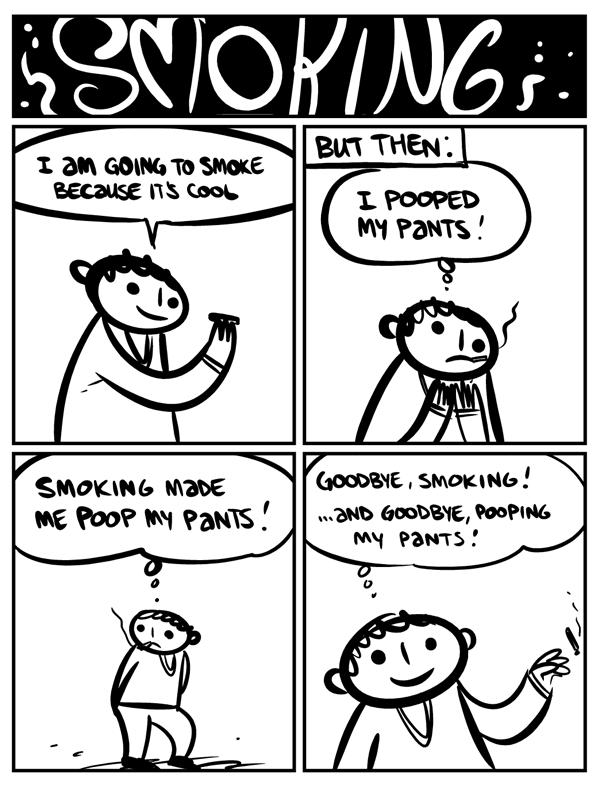 SMOKING
I AM GOING TO SMOKE
BECAUSE IT'S COOL
BUT THEN:
I POOPED
MY PANTS!
SMOKING MADE
ME POOP MY PANTS!
GOODBYE, SMOKING!
...AND GOODBYE, POOPING
MY PANTS!